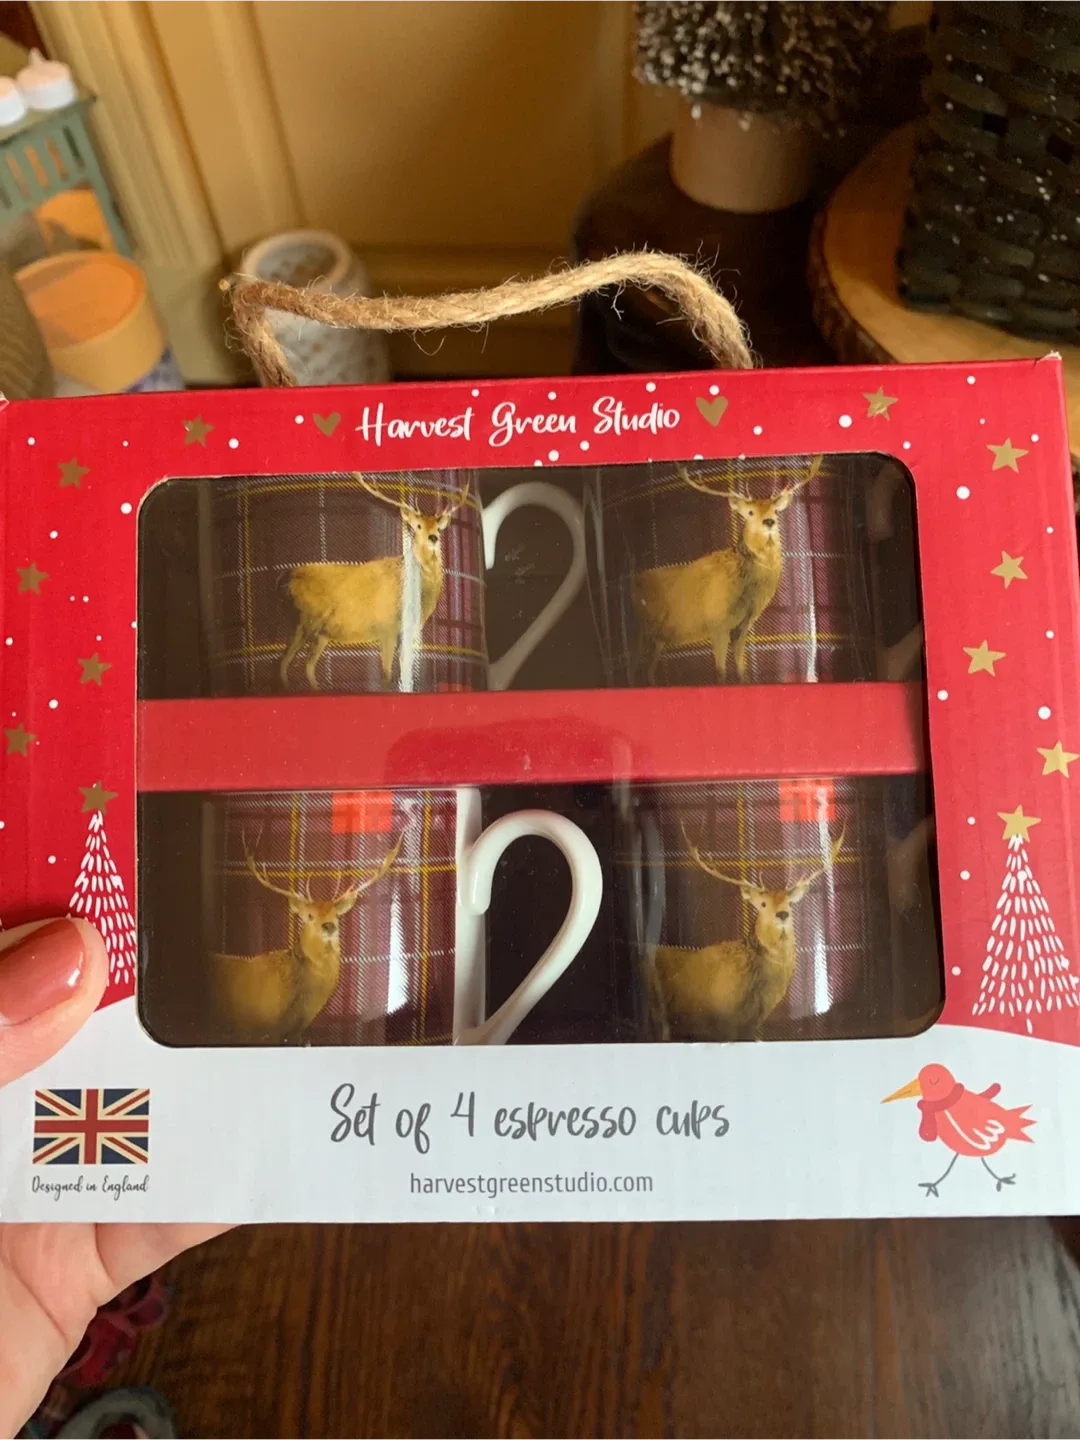 Harvest Green Studio
Set of 4 espresso cups
harvestgreenstudio.com
Designed in England